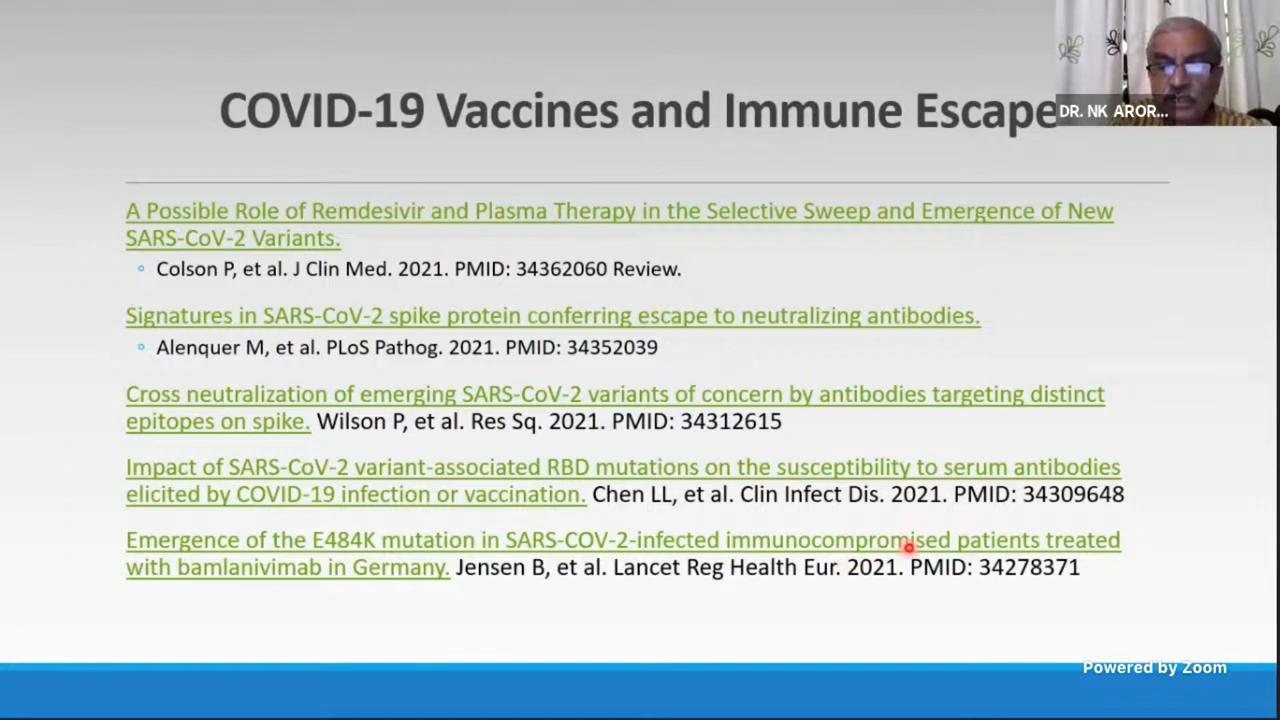 COVID-19 Vaccines and Immune Escape
DR. NK AROR...
A Possible Role of Remdesivir and Plasma Therapy in the Selective Sweep and Emergence of New
SARS-CoV-2 Variants.
Colson P, et al. J Clin Med. 2021. PMID: 34362060 Review.
Signatures in SARS-CoV-2 spike protein conferring escape to neutralizing antibodies.
Alenquer M, et al. PLoS Pathog. 2021. PMID: 34352039
Cross neutralization of emerging SARS-CoV-2 variants of concern by antibodies targeting distinct
epitopes on spike. Wilson P, et al. Res Sq. 2021. PMID: 34312615
Impact of SARS-CoV-2 variant-associated RBD mutations on the susceptibility to serum antibodies
elicited by COVID-19 infection or vaccination. Chen LL, et al. Clin Infect Dis. 2021. PMID: 34309648
Emergence of the E484K mutation in SARS-COV-2-infected immunocompromised patients treated
with bamlanivimab in Germany. Jensen B, et al. Lancet Reg Health Eur. 2021. PMID: 34278371
Powered by Zoom